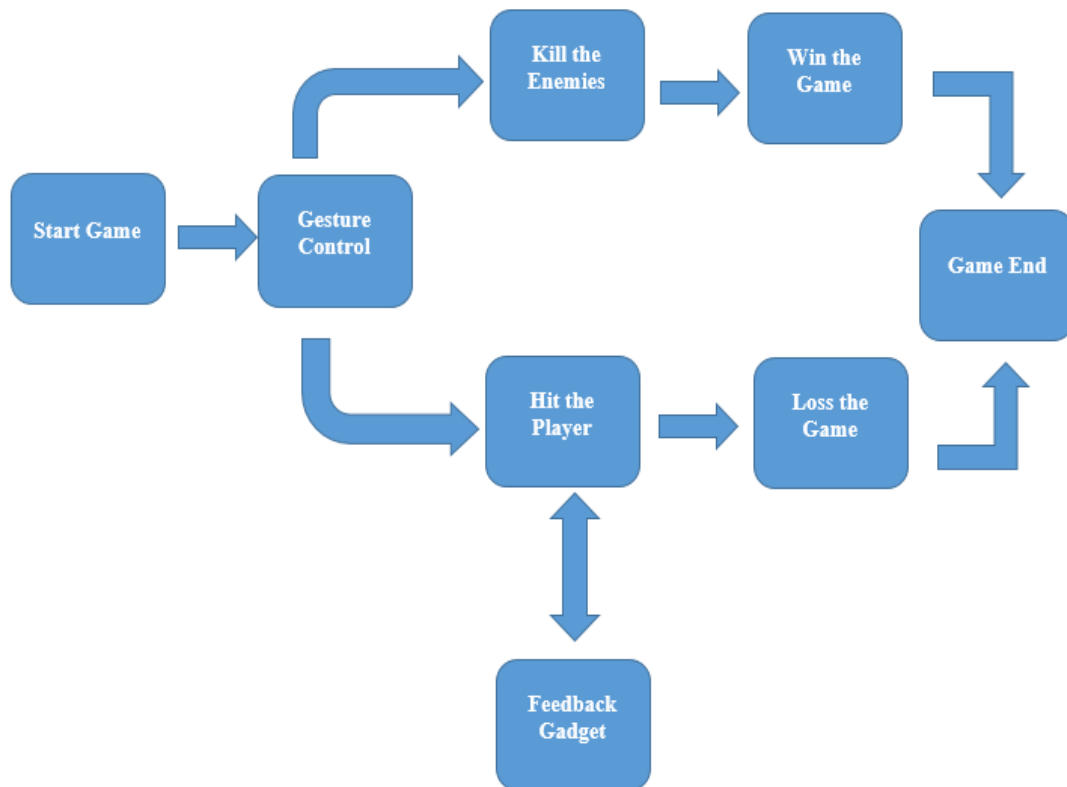 Kill the
Enemies
Win the
Game
Start Game
Gesture
Control
Game End
Hit the
Player
Loss the
Game
Feedback
Gadget